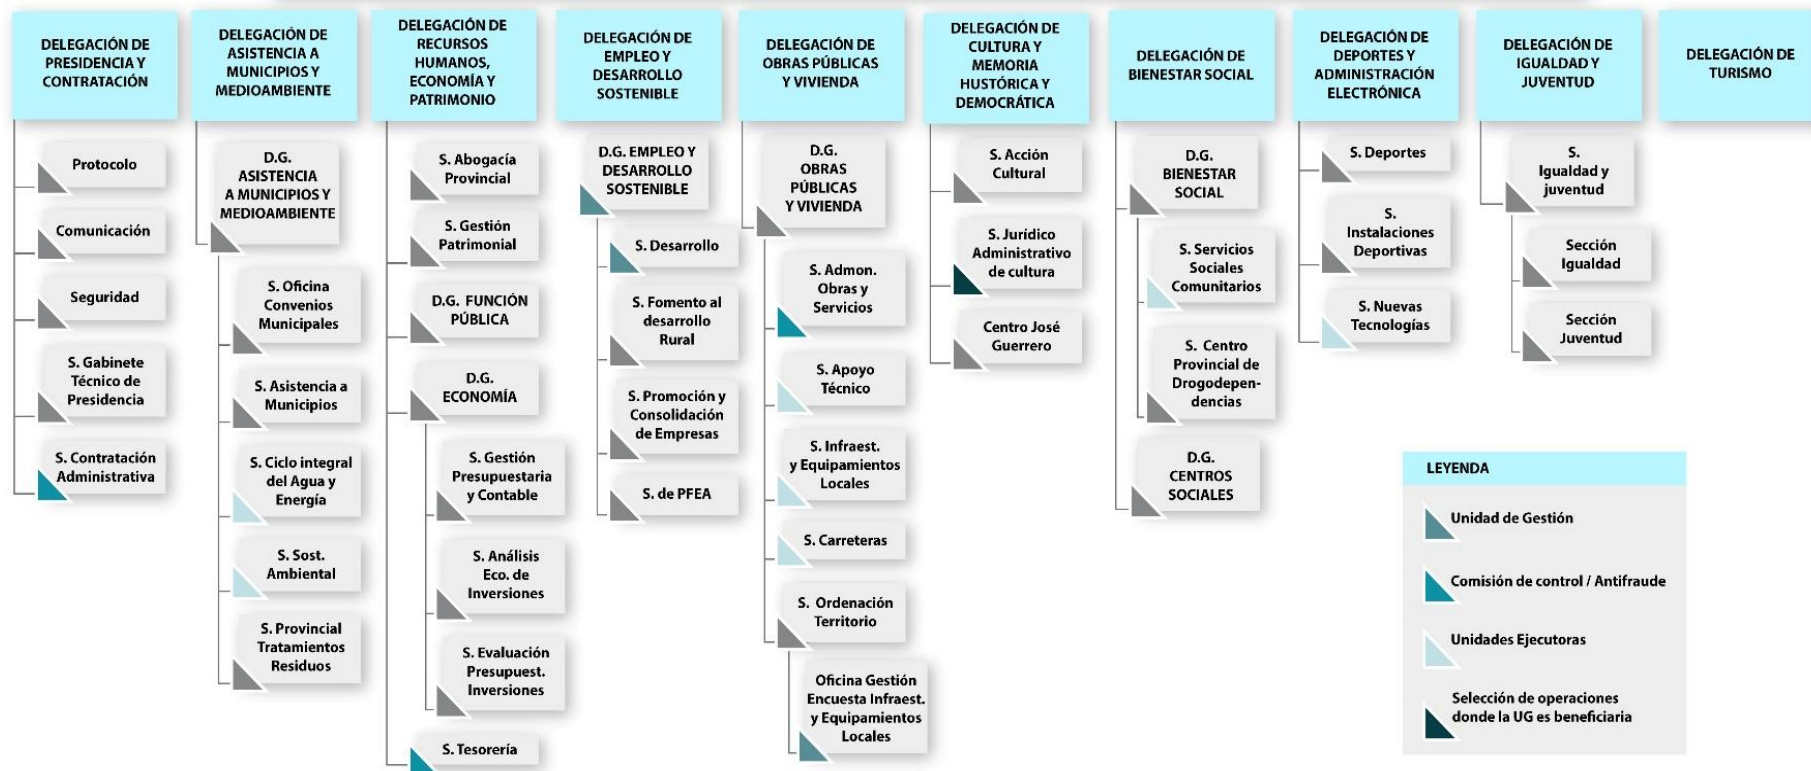 DELEGACIÓN DE
PRESIDENCIA Y
CONTRATACIÓN
Protocolo
Comunicación
Seguridad
S. Gabinete
Técnico de
Presidencia
S. Contratación
Administrativa
DELEGACIÓN DE
ASISTENCIA A
MUNICIPIOS Y
MEDIOAMBIENTE
D.G.
ASISTENCIA
A MUNICIPIOS Y
MEDIOAMBIENTE
S. Oficina
Convenios
Municipales
S. Asistencia a
Municipios
S. Ciclo integral
del Agua y
Energía
S. Sost.
Ambiental
S. Provincial
Tratamientos
Residuos
DELEGACIÓN DE
RECURSOS
HUMANOS,
ECONOMÍA Y
PATRIMONIO
S. Abogacía
Provincial
S. Gestión
Patrimonial
D.G. FUNCIÓN
PÚBLICA
D.G.
ECONOMÍA
S. Gestión
Presupuestaria
y Contable
S. Análisis
Eco. de
Inversiones
S. Evaluación
Presupuest.
Inversiones
S. Tesorería
DELEGACIÓN DE
EMPLEO Y
DESARROLLO
SOSTENIBLE
D.G. EMPLEO Y
DESARROLLO
SOSTENIBLE
S. Desarrollo
S. Fomento al
desarrollo
Rural
S. Promoción y
Consolidación
de Empresas
S. de PFEA
DELEGACIÓN DE
OBRAS PÚBLICAS
Y VIVIENDA
D.G.
OBRAS
PÚBLICAS
Y VIVIENDA
S. Admon.
Obras y
Servicios
S. Apoyo
Técnico
S. Infraest.
y Equipamientos
Locales
S. Carreteras
S. Ordenación
Territorio
Oficina Gestión
Encuesta Infraest.
y Equipamientos
Locales
DELEGACIÓN DE
CULTURA Y
MEMORIA
HUSTÓRICA Y
DEMOCRÁTICA
S. Acción
Cultural
S. Jurídico
Administrativo
de cultura
Centro José
Guerrero
DELEGACIÓN DE
BIENESTAR SOCIAL
D.G.
BIENESTAR
SOCIAL
S. Servicios
Sociales
Comunitarios
S. Centro
Provincial de
Drogodepen-
dencias
D.G.
CENTROS
SOCIALES
DELEGACIÓN DE
DEPORTES Y
ADMINISTRACIÓN
ELECTRÓNICA
S. Deportes
S.
Instalaciones
Deportivas
S. Nuevas
Tecnologías
DELEGACIÓN DE
IGUALDAD Y
JUVENTUD
S.
Igualdad y
juventud
Sección
Igualdad
Sección
Juventud
DELEGACIÓN DE
TURISMO
LEYENDA
Unidad de Gestión
Comisión de control / Antifraude
Unidades Ejecutoras
Selección de operaciones
donde la UG es beneficiaria